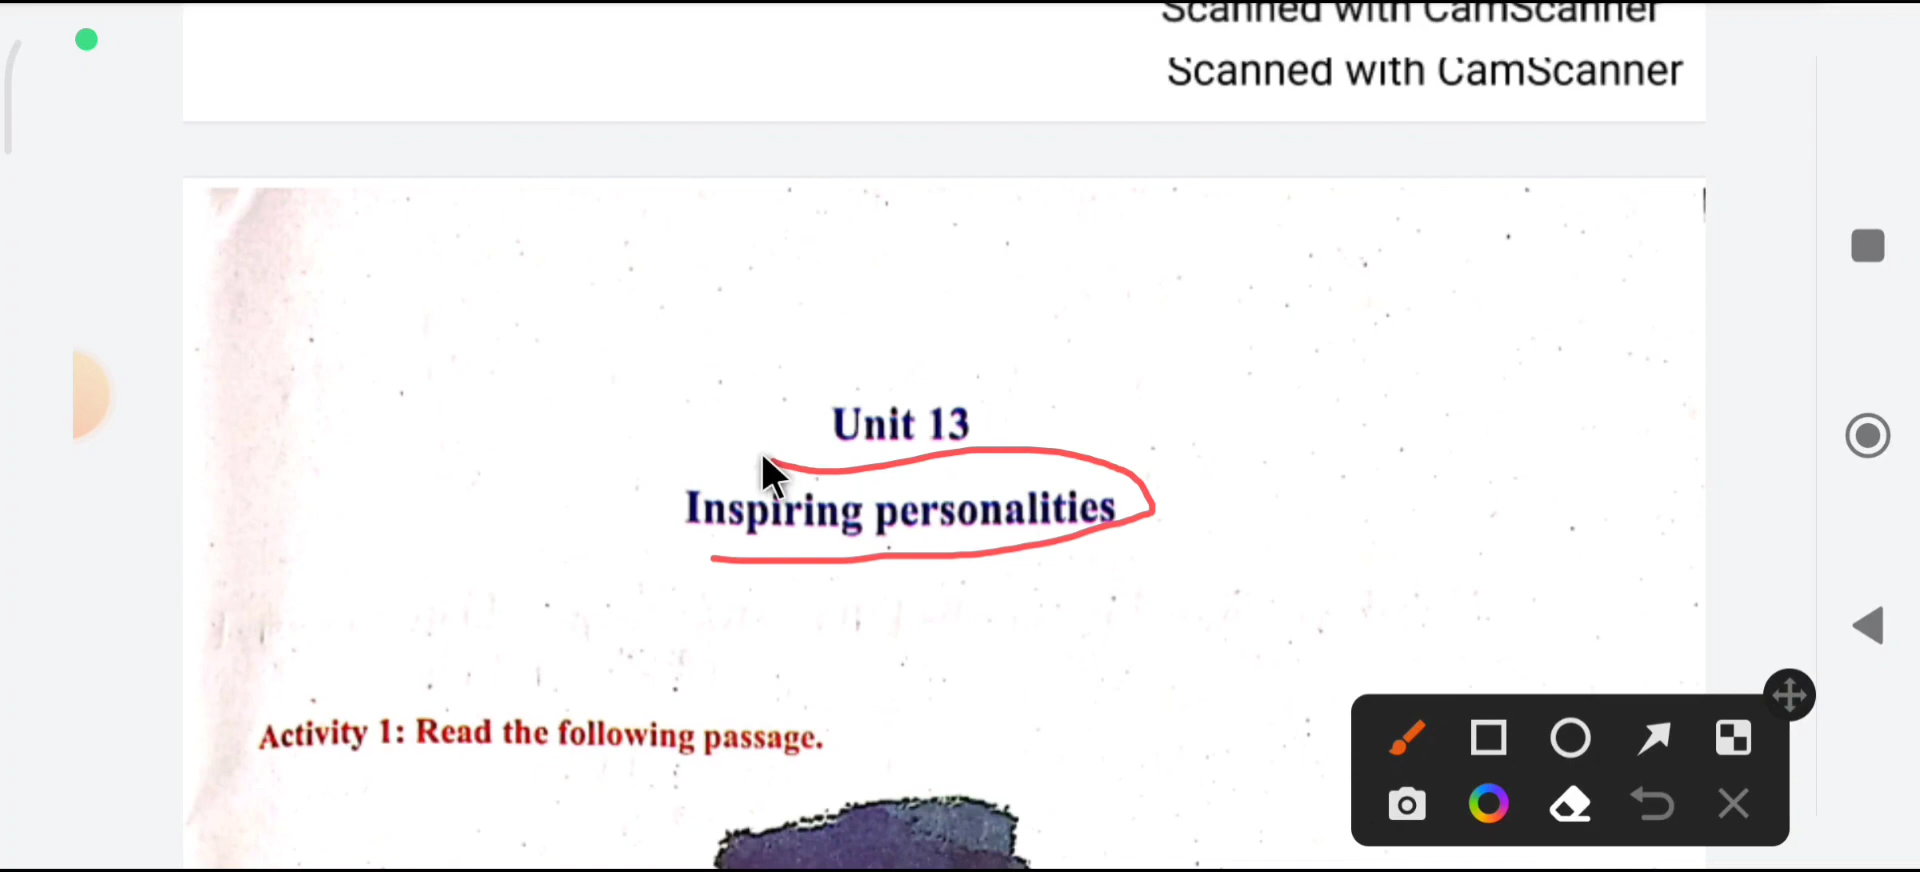 Scanned with CamScanner
Scanned with CamScanner
Unit 13
Inspiring personalities
Activity 1: Read the following passage.